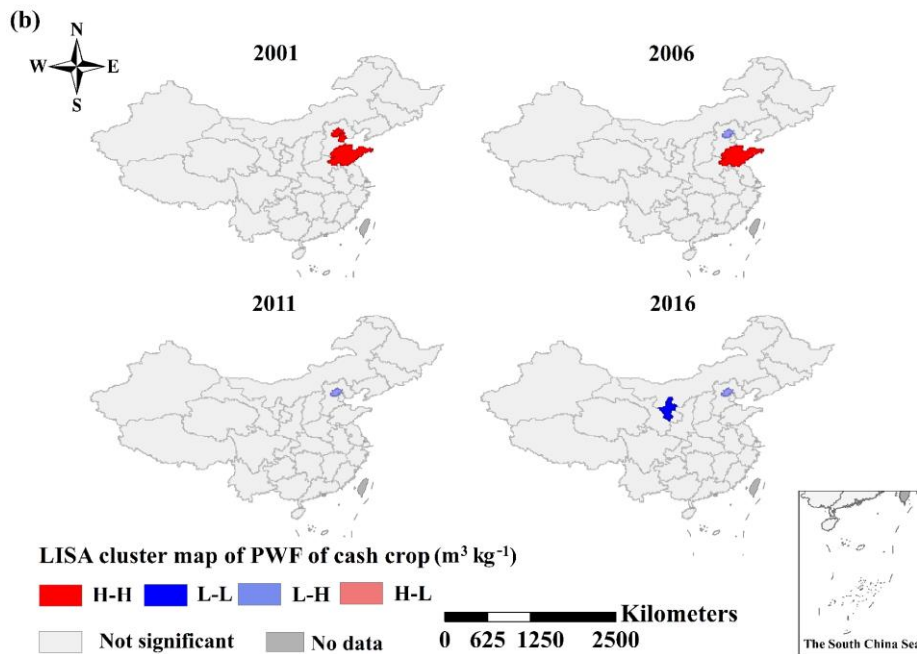 (b)
N
W E
S
2001
2006
2011
2016
LISA cluster map of PWF of cash crop (m³ kg⁻¹)
H-H L-L L-H H-L
Not significant No data
Kilometers
0 625 1250 2500
The South China Sea